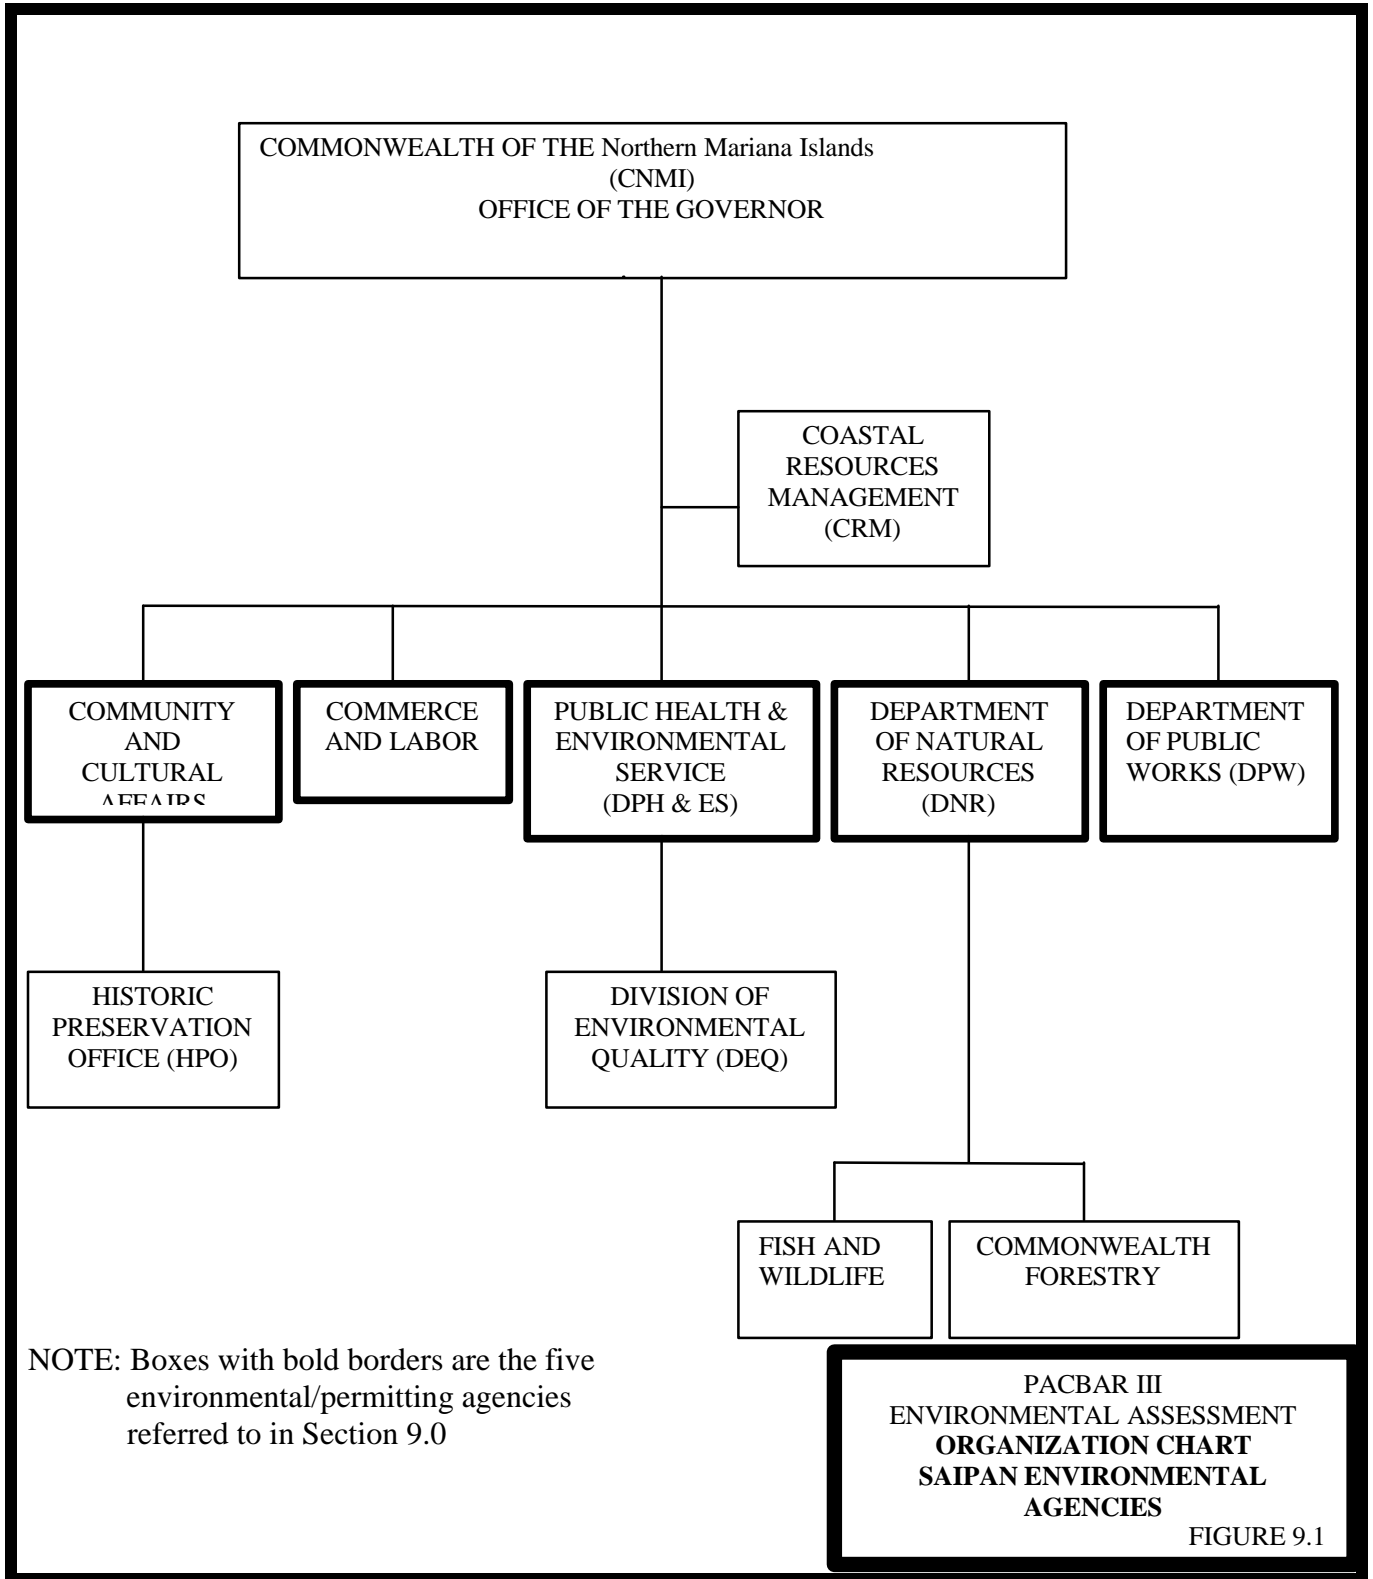 COMMONWEALTH OF THE Northern Mariana Islands
(CNMI)
OFFICE OF THE GOVERNOR
COASTAL
RESOURCES
MANAGEMENT
(CRM)
COMMUNITY
AND
CULTURAL
AFFAIRS
COMMERCE
AND LABOR
PUBLIC HEALTH &
ENVIRONMENTAL
SERVICE
(DPH & ES)
DEPARTMENT
OF NATURAL
RESOURCES
(DNR)
DEPARTMENT
OF PUBLIC
WORKS (DPW)
HISTORIC
PRESERVATION
OFFICE (HPO)
DIVISION OF
ENVIRONMENTAL
QUALITY (DEQ)
FISH AND
WILDLIFE
COMMONWEALTH
FORESTRY
NOTE: Boxes with bold borders are the five
environmental/permitting agencies
referred to in Section 9.0
PACBAR III
ENVIRONMENTAL ASSESSMENT
ORGANIZATION CHART
SAIPAN ENVIRONMENTAL
AGENCIES
FIGURE 9.1